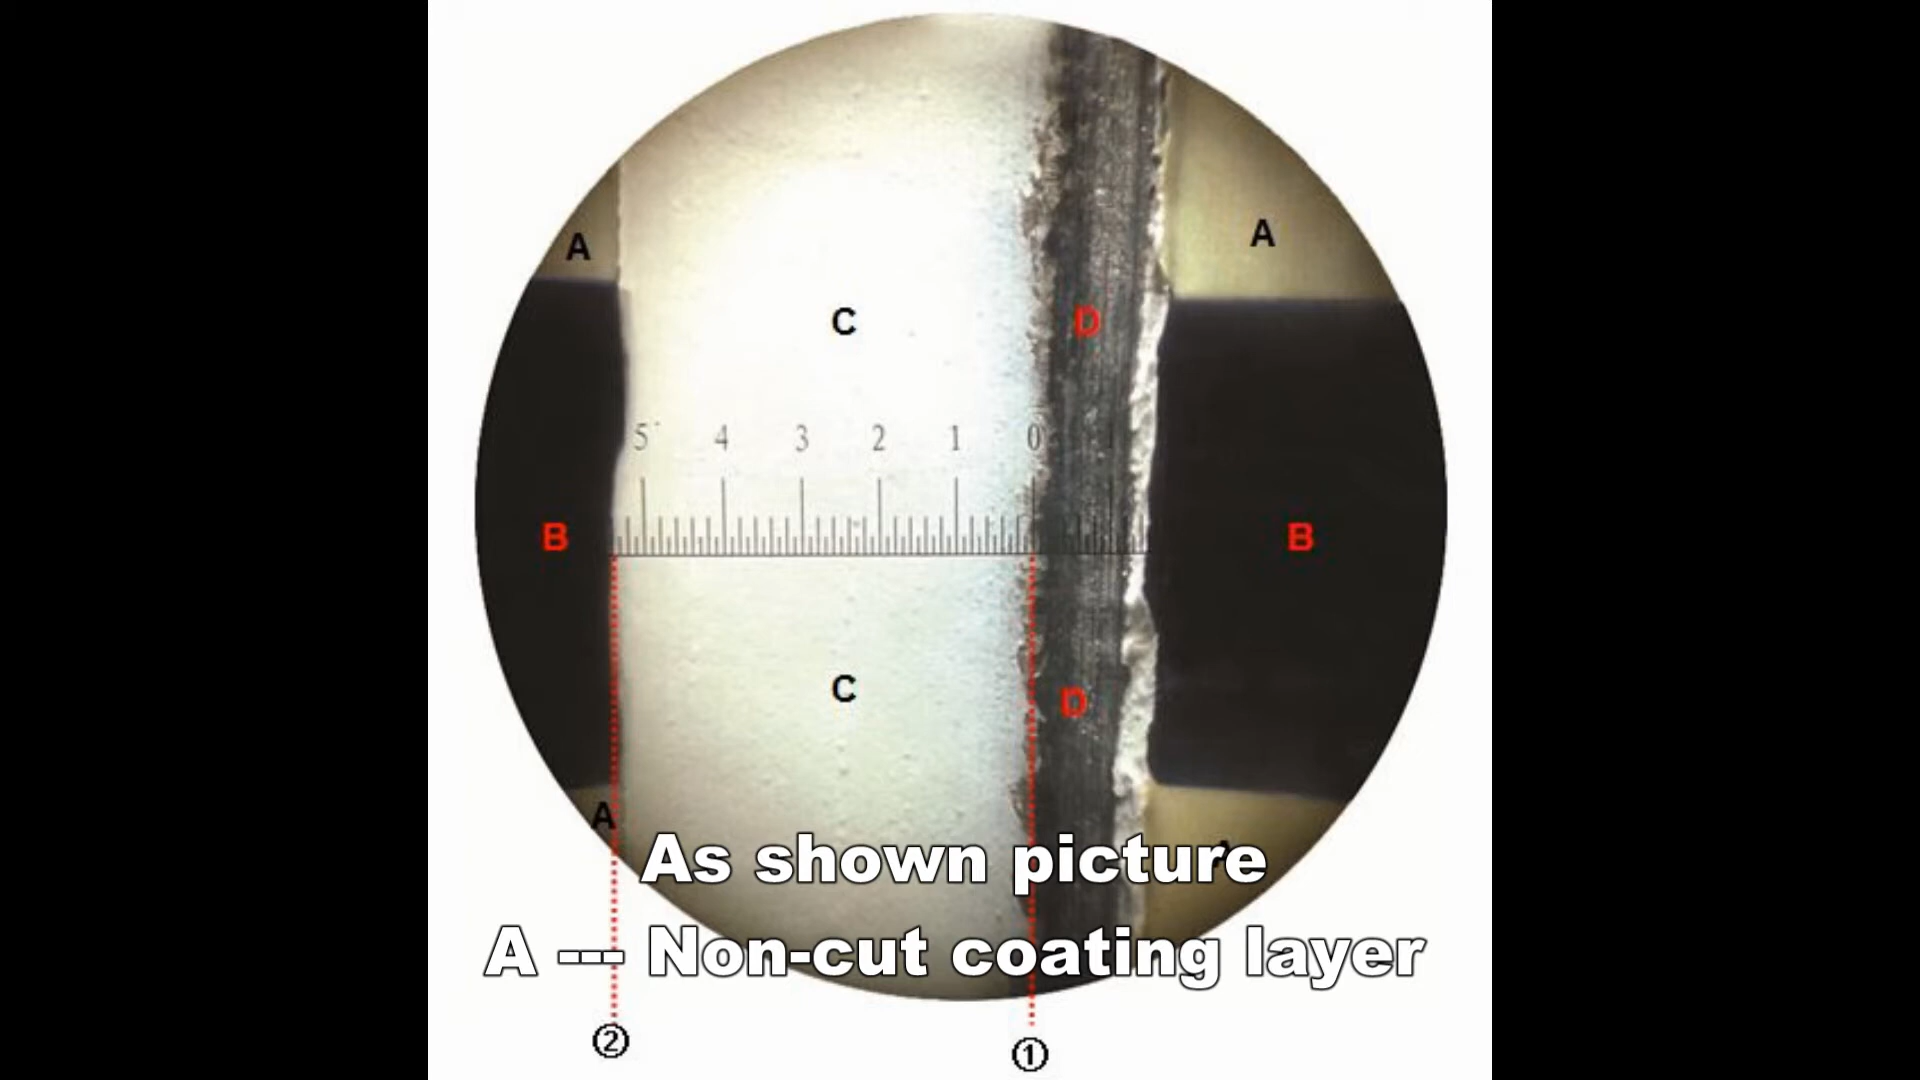 A
A
C
D
5 4 3 2 1 0
B
B
C
D
A
A
As shown picture
A --- Non-cut coating layer
②
①